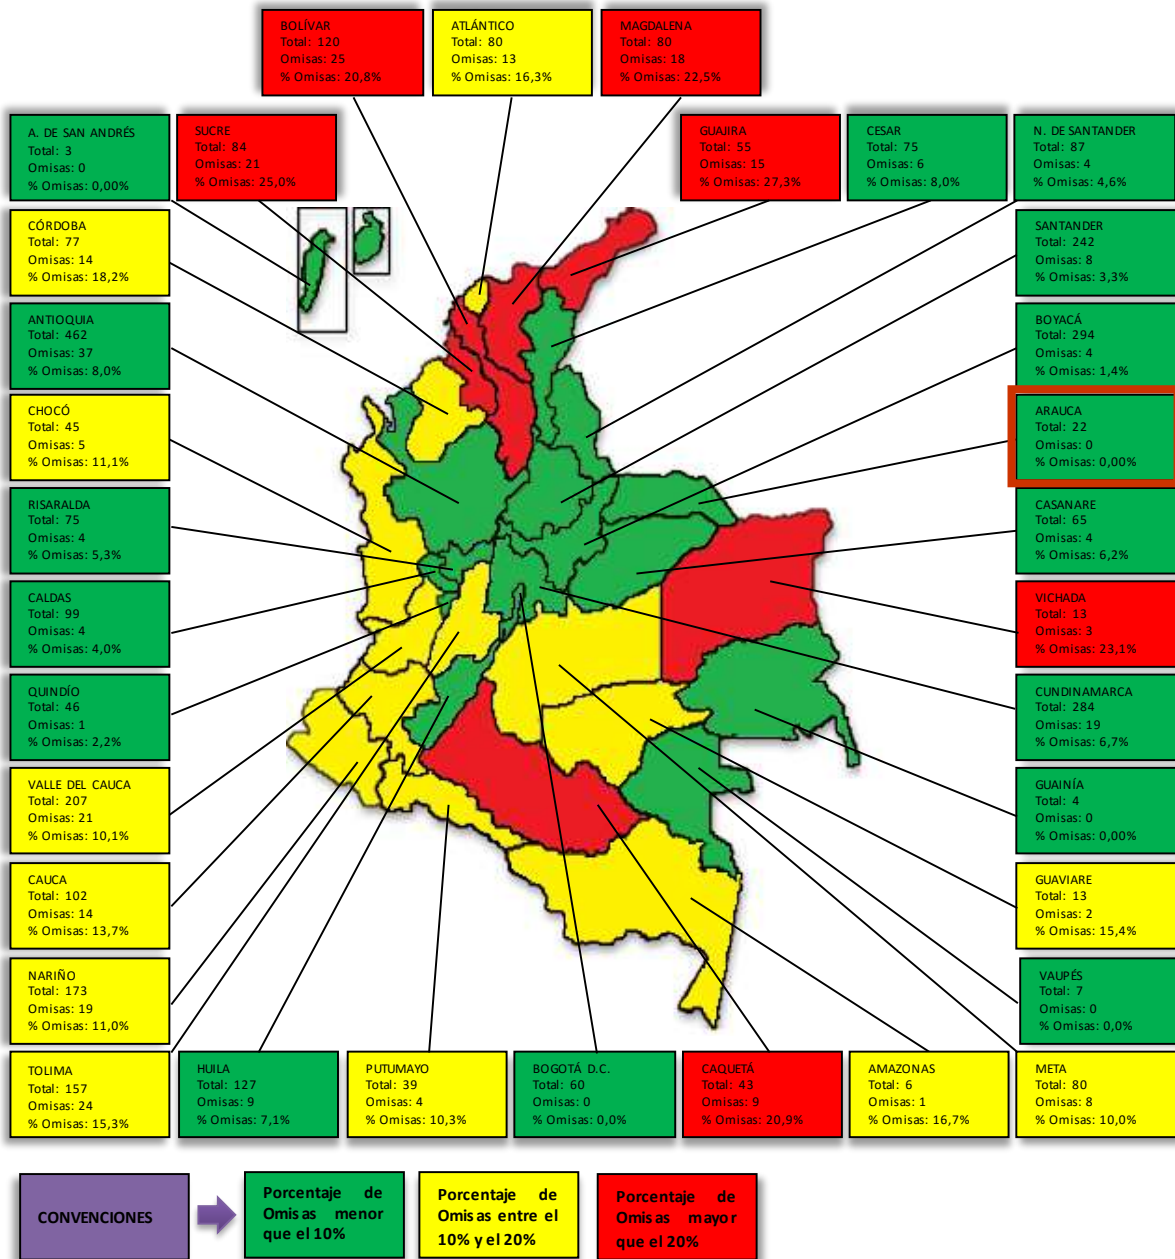 BOLÍVAR
Total: 120
Omisas: 25
% Omisas: 20,8%
ATLÁNTICO
Total: 80
Omisas: 13
% Omisas: 16,3%
MAGDALENA
Total: 80
Omisas: 18
% Omisas: 22,5%
A. DE SAN ANDRÉS
Total: 3
Omisas: 0
% Omisas: 0,00%
SUCRE
Total: 84
Omisas: 21
% Omisas: 25,0%
GUAJIRA
Total: 55
Omisas: 15
% Omisas: 27,3%
CESAR
Total: 75
Omisas: 6
% Omisas: 8,0%
N. DE SANTANDER
Total: 87
Omisas: 4
% Omisas: 4,6%
CÓRDOBA
Total: 77
Omisas: 14
% Omisas: 18,2%
SANTANDER
Total: 242
Omisas: 8
% Omisas: 3,3%
ANTIOQUIA
Total: 462
Omisas: 37
% Omisas: 8,0%
BOYACÁ
Total: 294
Omisas: 4
% Omisas: 1,4%
CHOCÓ
Total: 45
Omisas: 5
% Omisas: 11,1%
ARAUCA
Total: 22
Omisas: 0
% Omisas: 0,00%
RISARALDA
Total: 75
Omisas: 4
% Omisas: 5,3%
CASANARE
Total: 65
Omisas: 4
% Omisas: 6,2%
CALDAS
Total: 99
Omisas: 4
% Omisas: 4,0%
VICHADA
Total: 13
Omisas: 3
% Omisas: 23,1%
QUINDÍO
Total: 46
Omisas: 1
% Omisas: 2,2%
CUNDINAMARCA
Total: 284
Omisas: 19
% Omisas: 6,7%
VALLE DEL CAUCA
Total: 207
Omisas: 21
% Omisas: 10,1%
GUAINÍA
Total: 4
Omisas: 0
% Omisas: 0,00%
CAUCA
Total: 102
Omisas: 14
% Omisas: 13,7%
GUAVIARE
Total: 13
Omisas: 2
% Omisas: 15,4%
NARIÑO
Total: 173
Omisas: 19
% Omisas: 11,0%
VAUPÉS
Total: 7
Omisas: 0
% Omisas: 0,0%
TOLIMA
Total: 157
Omisas: 24
% Omisas: 15,3%
HUILA
Total: 127
Omisas: 9
% Omisas: 7,1%
PUTUMAYO
Total: 39
Omisas: 4
% Omisas: 10,3%
BOGOTÁ D.C.
Total: 60
Omisas: 0
% Omisas: 0,0%
CAQUETÁ
Total: 43
Omisas: 9
% Omisas: 20,9%
AMAZONAS
Total: 6
Omisas: 1
% Omisas: 16,7%
META
Total: 80
Omisas: 8
% Omisas: 10,0%
CONVENCIONES
Porcentaje de
Omisas menor
que el 10%
Porcentaje de
Omisas entre el
10% y el 20%
Porcentaje de
Omisas mayor
que el 20%